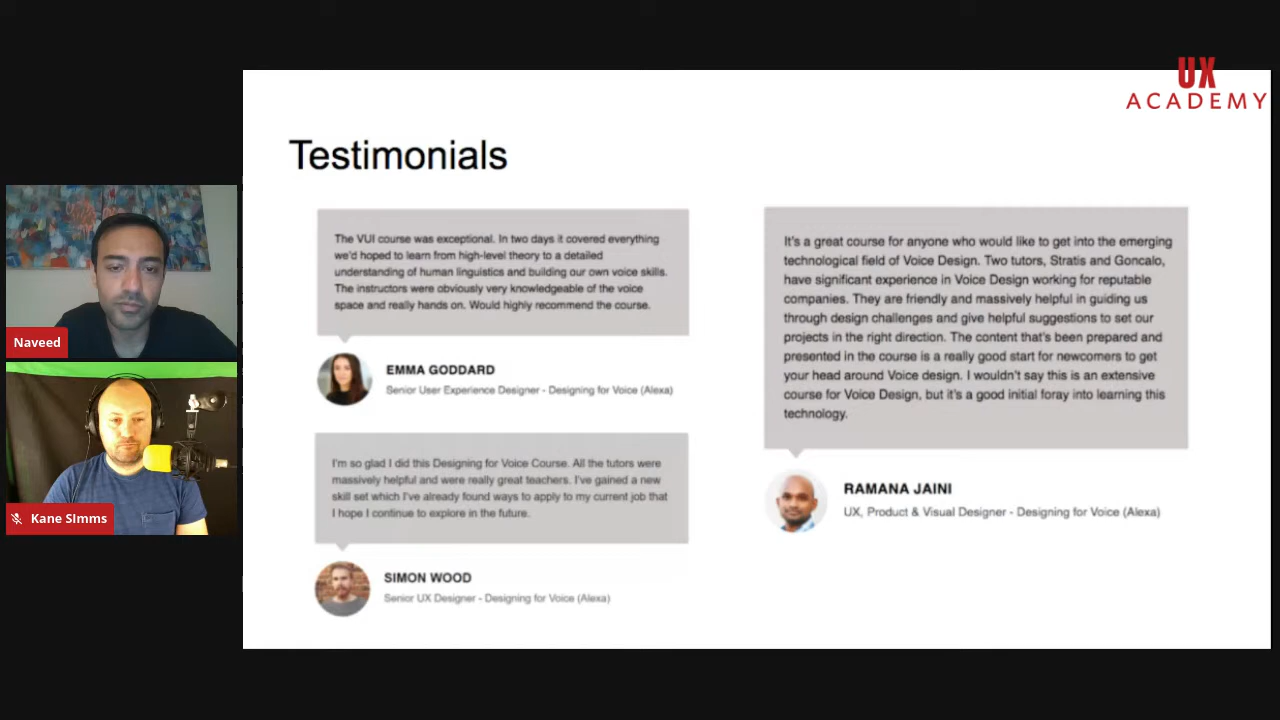 UX
ACADEMY
Testimonials
The VUI course was exceptional. In two days it covered everything
we'd hoped to learn from high-level theory to a detailed
understanding of human linguistics and building our own voice skills.
The instructors were obviously very knowledgeable of the voice
space and really hands on. Would highly recommend the course.
EMMA GODDARD
Senior User Experience Designer - Designing for Voice (Alexa)
I'm so glad I did this Designing for Voice Course. All the tutors were
massively helpful and were really great teachers. I've gained a new
skill set which I've already found ways to apply to my current job that
I hope I continue to explore in the future.
SIMON WOOD
Senior UX Designer - Designing for Voice (Alexa)
It's a great course for anyone who would like to get into the emerging
technological field of Voice Design. Two tutors, Stratis and Goncalo,
have significant experience in Voice Design working for reputable
companies. They are friendly and massively helpful in guiding us
through design challenges and give helpful suggestions to set our
projects in the right direction. The content that's been prepared and
presented in the course is a really good start for newcomers to get
your head around Voice design. I wouldn't say this is an extensive
course for Voice Design, but it's a good initial foray into learning this
technology.
RAMANA JAINI
UX, Product & Visual Designer - Designing for Voice (Alexa)
Naveed
Kane SImms